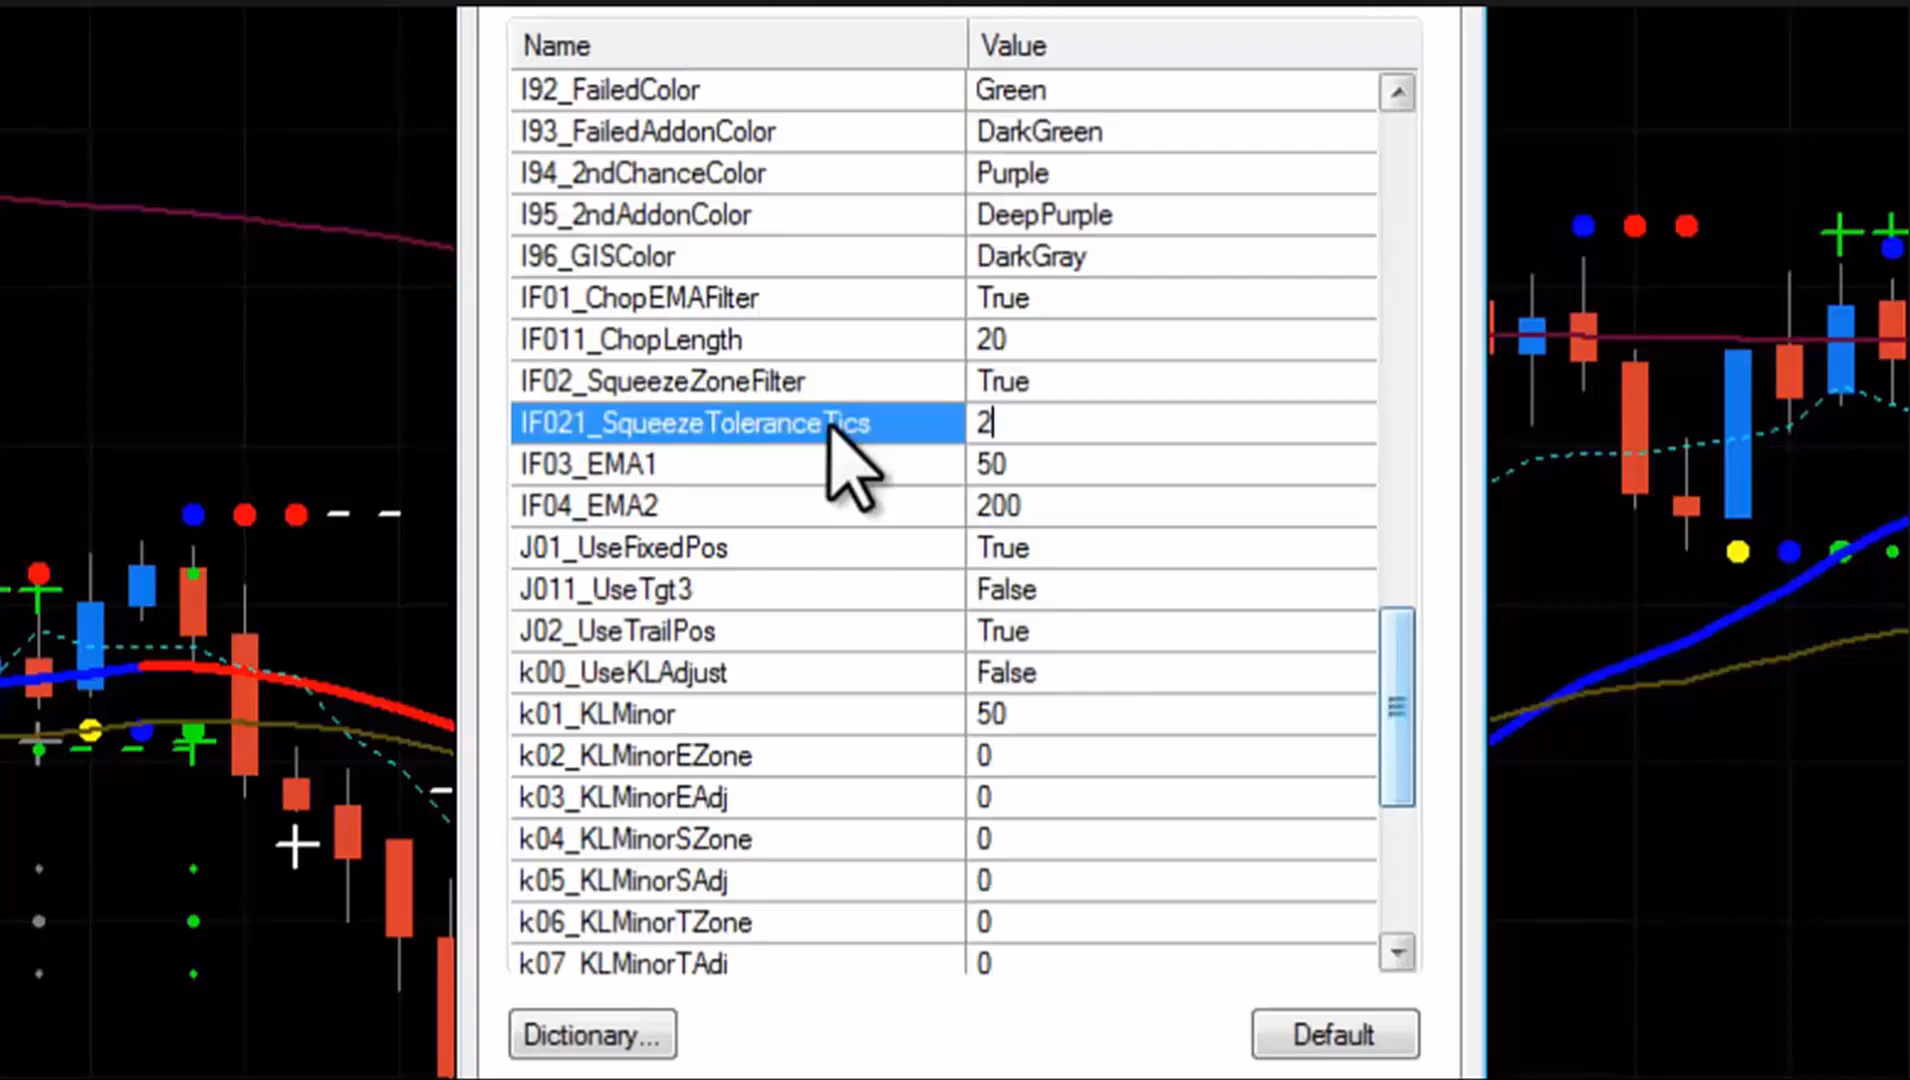 Name Value
I92_FailedColor Green
I93_FailedAddonColor DarkGreen
I94_2ndChanceColor Purple
I95_2ndAddonColor DeepPurple
I96_GISColor DarkGray
IF01_ChopEMAFilter True
IF011_ChopLength 20
IF02_SqueezeZoneFilter True
IF021_SqueezeToleranceTics 2
IF03_EMA1 50
IF04_EMA2 200
J01_UseFixedPos True
J011_UseTgt3 False
J02_UseTrailPos True
k00_UseKLAdjust False
k01_KLMinor 50
k02_KLMinorEZone 0
k03_KLMinorEAdj 0
k04_KLMinorSZone 0
k05_KLMinorSAdj 0
k06_KLMinorTZone 0
k07_KLMinorTAdj 0
Dictionary... Default